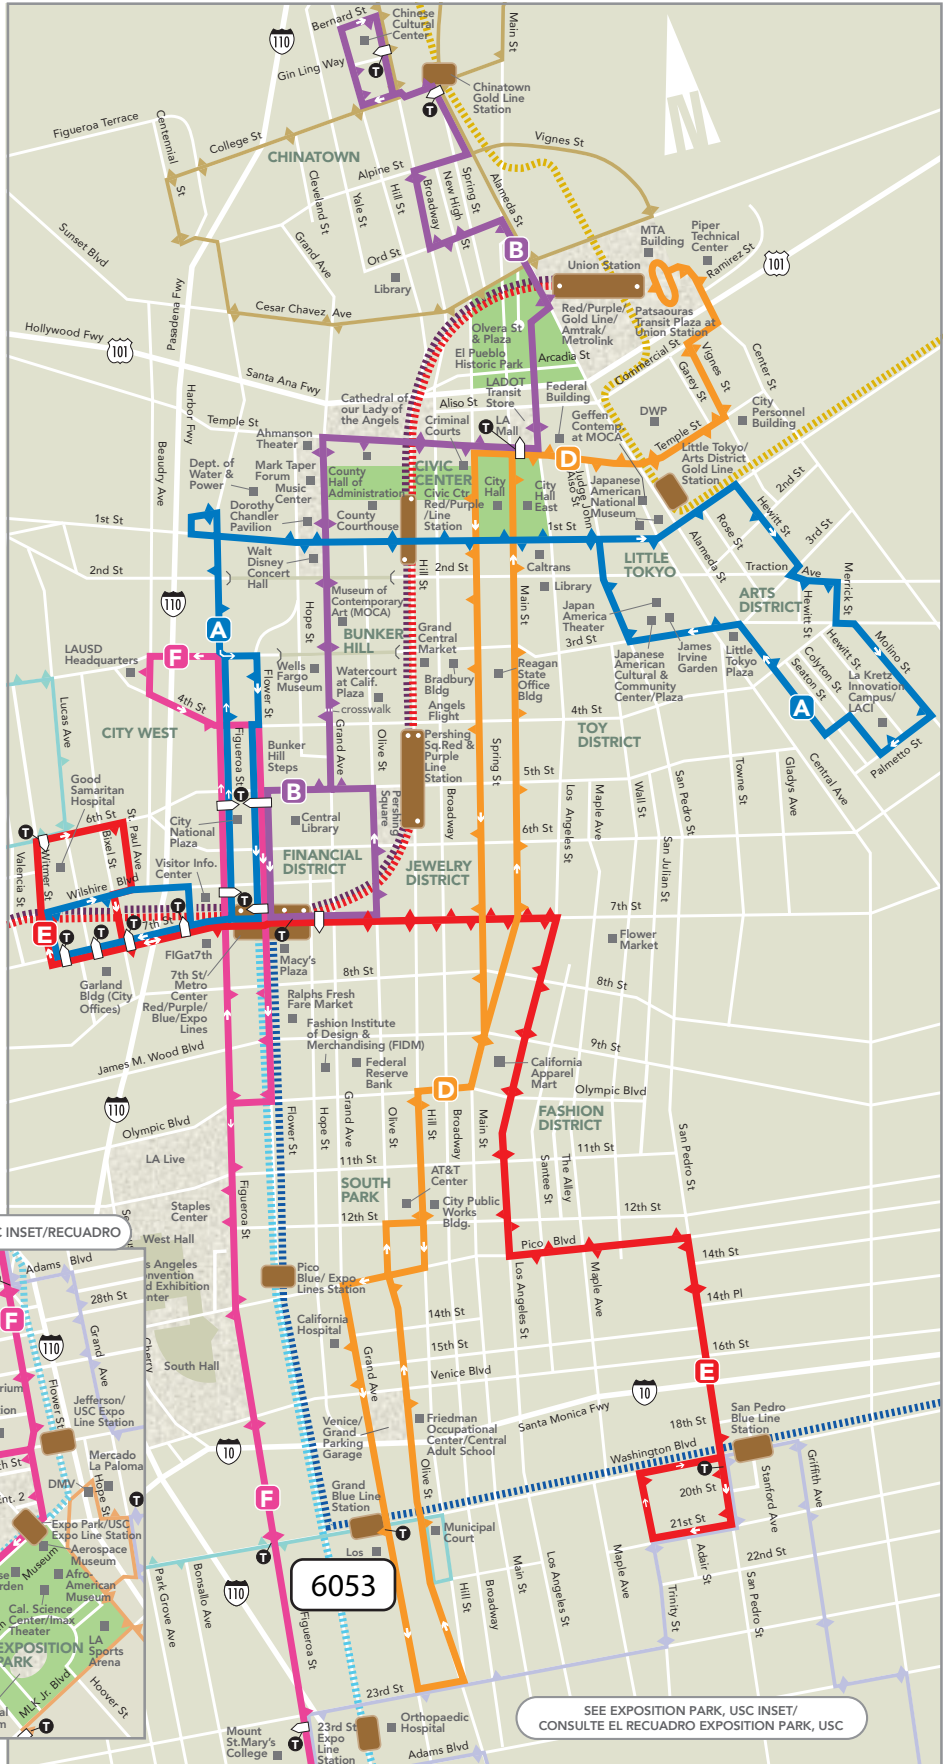 Bernard St
Chinese
Cultural
Center
Main St
110
Gin Ling Way
T
T
Chinatown
Gold Line
Station
Figueroa Terrace
Centennial
St
College St
CHINATOWN
Vignes St
Alpine St
Cleveland St
Yale St
Hill St
Broadway
New High
St
Spring St
Alameda St
N
Sunset Blvd
Grand Ave
Ord St
Library
B
MTA
Building
Piper
Technical
Center
Ramirez St
101
Union Station
Pasadena Fwy
Cesar Chavez Ave
Hollywood Fwy
101
Olvera St
& Plaza
El Pueblo
Historic Park
Red/Purple/
Gold Line/
Amtrak/
Metrolink
Patsaouras
Transit Plaza at
Union Station
Arcadia St
Commercial St
Vignes St
Garey St
Center St
Santa Ana Fwy
Harbor Fwy
Cathedral of
our Lady of
the Angels
Aliso St
LADOT
Transit
Store
Federal
Building
Geffen
Contemp.
at MOCA
DWP
City
Personnel
Building
Temple St
Ahmanson
Theater
Criminal
Courts
T
LA
Mall
D
Temple St
Little Tokyo/
Arts District
Gold Line
Station
Beaudry Ave
Dept. of
Water &
Power
Mark Taper
Forum
Music
Center
County
Hall of
Administration
CIVIC
CENTER
Civic Ctr
Red/Purple
/Line
Station
City
Hall
City
Hall
East
Judge John
Aliso St
Japanese
American
National
Museum
2nd St
Dorothy
Chandler
Pavilion
County
Courthouse
1st St
1st St
Hewitt St
Rose St
3rd St
Walt
Disney
Concert
Hall
2nd St
2nd St
Hill St
Caltrans
LITTLE
TOKYO
Alameda St
Traction Ave
Library
Main St
110
Hope St
Museum of
Contemporary
Art (MOCA)
Japan
America
Theater
ARTS
DISTRICT
Hewitt St
Merrick St
A
BUNKER
HILL
Grand
Central
Market
3rd St
Hewitt St
Molino St
LAUSD
Headquarters
F
Flower St
Wells
Fargo
Museum
Watercourt
at Calif.
Plaza
Bradbury
Bldg
Reagan
State
Office
Bldg
Japanese
American
Cultural &
Community
Center/Plaza
James
Irvine
Garden
Little
Tokyo
Plaza
Colyton St
Seaton St
La Kretz
Innovation
Campus/
LACI
4th St
crosswalk
Angels
Flight
4th St
A
Lucas Ave
CITY WEST
Figueroa St
Bunker
Hill
Steps
Grand Ave
Olive St
Pershing
Sq.Red &
Purple
Line
Station
Spring St
TOY
DISTRICT
Palmetto St
Good
Samaritan
Hospital
B
5th St
Los Angeles St
Maple Ave
Wall St
San Pedro St
Towne St
Gladys Ave
Central Ave
T
Pershing
Square
Broadway
T
6th St
St. Paul Ave
Bixel St
City
National
Plaza
Central
Library
6th St
Valencia St
Witmer St
Visitor Info.
Center
FINANCIAL
DISTRICT
JEWELRY
DISTRICT
San Julian St
Wilshire Blvd
T
T
E
T
T
T
7th St
T
7th St
FIGat7th
Macy's
Plaza
Flower
Market
Garland
Bldg (City
Offices)
7th St/
Metro
Center
Red/Purple/
Blue/Expo
Lines
8th St
8th St
Ralphs Fresh
Fare Market
James M. Wood Blvd
Fashion Institute
of Design &
Merchandising (FIDM)
9th St
Federal
Reserve
Bank
California
Apparel
Mart
110
D
Olympic Blvd
Olympic Blvd
Flower St
Hope St
Grand Ave
Olive St
Hill St
Broadway
Main St
FASHION
DISTRICT
LA Live
11th St
11th St
Santee St
The Alley
San Pedro St
Staples
Center
Figueroa St
SOUTH
PARK
AT&T
Center
City Public
Works
Bldg.
12th St
12th St
C INSET/RECUADRO
West Hall
Pico Blvd
14th St
Adams Blvd
Pico
Blue/ Expo
Lines Station
Los Angeles St
Maple Ave
14th Pl
28th St
F
110
Grand Ave
California
Hospital
14th St
15th St
16th St
South Hall
Cherry
Flower St
Grand Ave
Venice Blvd
E
Jefferson/
USC Expo
Line Station
10
San Pedro
Blue Line
Station
Venice/
Grand
Parking
Garage
Friedman
Occupational
Center/Central
Adult School
Santa Monica Fwy
18th St
Mercado
La Paloma
10
Washington Blvd
T
DMV
Hope St
F
Olive St
20th St
Stanford Ave
Griffith Ave
T
Grand
Blue Line
Station
T
21st St
Expo Park/USC
Expo Line Station
Municipal
Court
Aerospace
Museum
T
Los
22nd St
Museum
Afro-
American
Museum
Park Grove Ave
Bonsallo Ave
110
6053
Main St
Los Angeles St
Maple Ave
Adair St
Trinity St
San Pedro St
Hill St
Broadway
Cal. Science
Center/Imax
Theater
Figueroa St
EXPOSITION
PARK
LA
Sports
Arena
MLK Jr. Blvd
Hoover St
23rd St
T
Mount
St.Mary's
College
T
23rd St
Expo
Line
Station
Orthopaedic
Hospital
Adams Blvd
SEE EXPOSITION PARK, USC INSET/
CONSULTE EL RECUADRO EXPOSITION PARK, USC